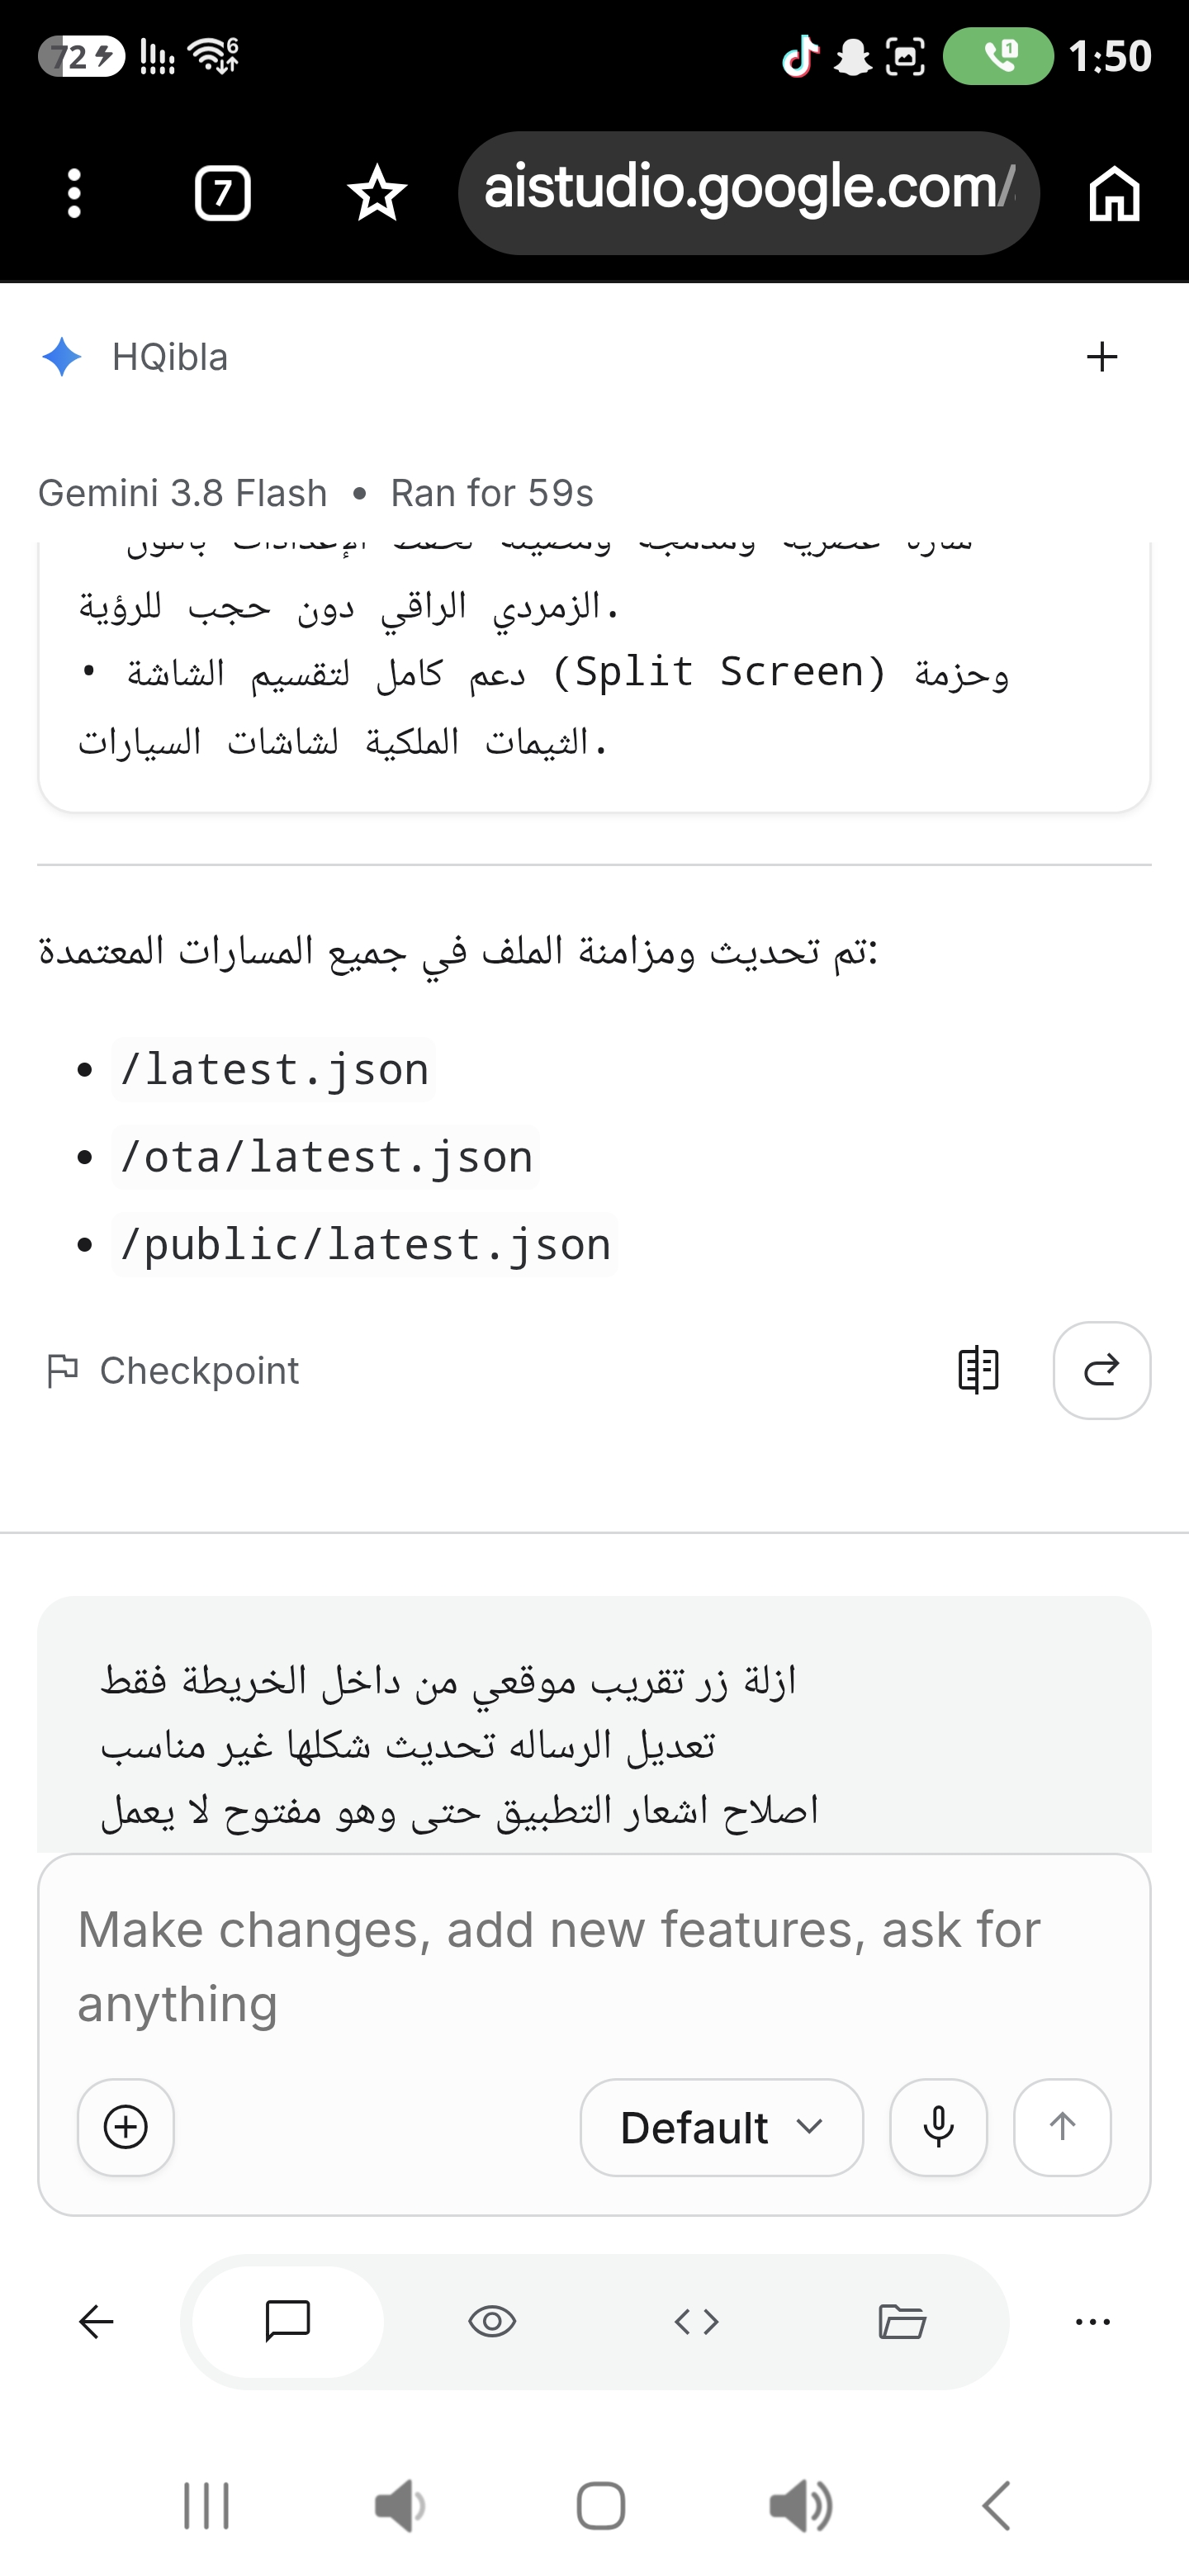 72
6
1
1:50
7
aistudio.google.com/
HQibla
Gemini 3.8 Flash • Ran for 59s
الزمردي الراقي دون حجب للرؤية.
• دعم كامل لتقسيم الشاشة (Split Screen) وحزمة
الثيمات الملكية لشاشات السيارات.
تم تحديث ومزامنة الملف في جميع المسارات المعتمدة:
• /latest.json
• /ota/latest.json
• /public/latest.json
Checkpoint
ازلة زر تقريب موقعي من داخل الخريطة فقط
تعديل الرساله تحديث شكلها غير مناسب
اصلاح اشعار التطبيق حتى وهو مفتوح لا يعمل
Make changes, add new features, ask for
anything
Default